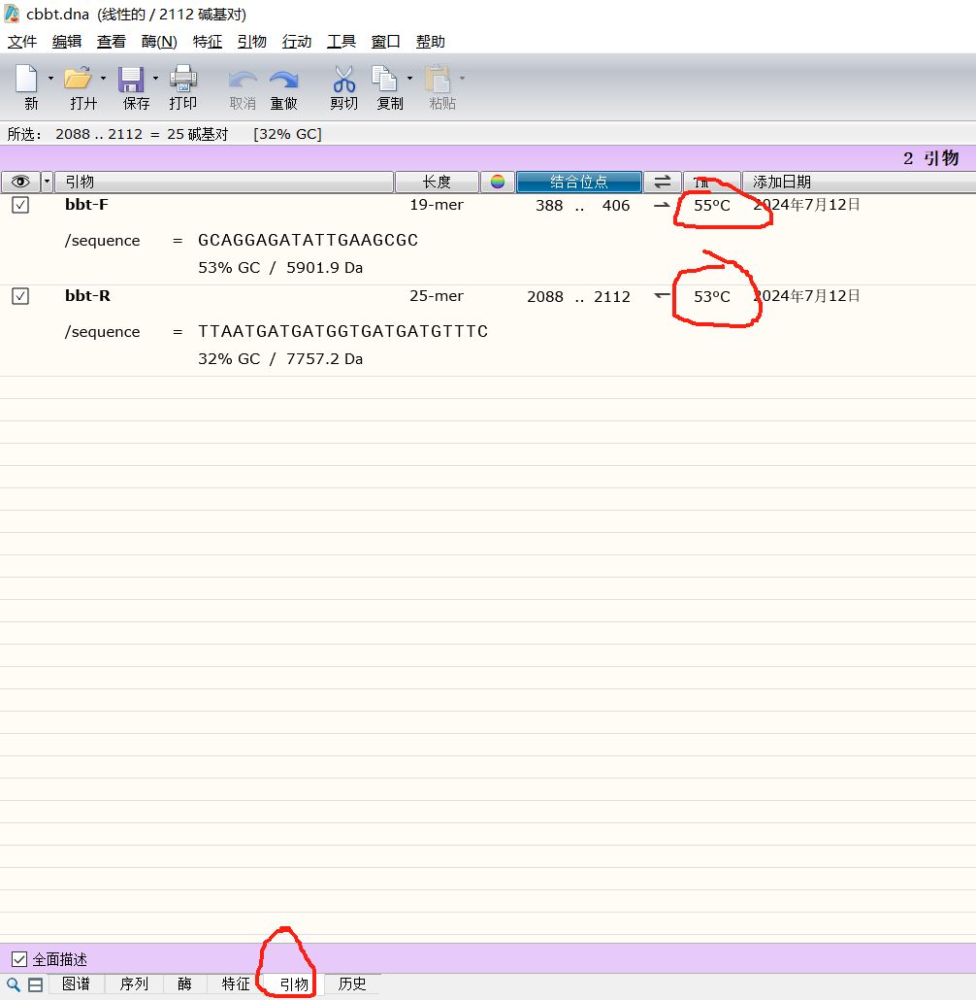 cbbt.dna (线性的 / 2112 碱基对)
文件 编辑 查看 酶(N) 特征 引物 行动 工具 窗口 帮助
新 打廾 保存 打印 取消 重做 剪切 复制 粘贴
所选: 2088 .. 2112 = 25 碱基对 [32% GC]
2 引物
引物 长度 结合位点 ⇌ Tm 添加日期
bbt-F 19-mer 388 .. 406 ⇀ 55ºC 2024年7月12日
/sequence = GCAGGAGATATTGAAGCGC
53% GC / 5901.9 Da
bbt-R 25-mer 2088 .. 2112 ↼ 53ºC 2024年7月12日
/sequence = TTAATGATGATGGTGATGATGTTTC
32% GC / 7757.2 Da
全面描述
图谱 序列 酶 特征 引物 历史